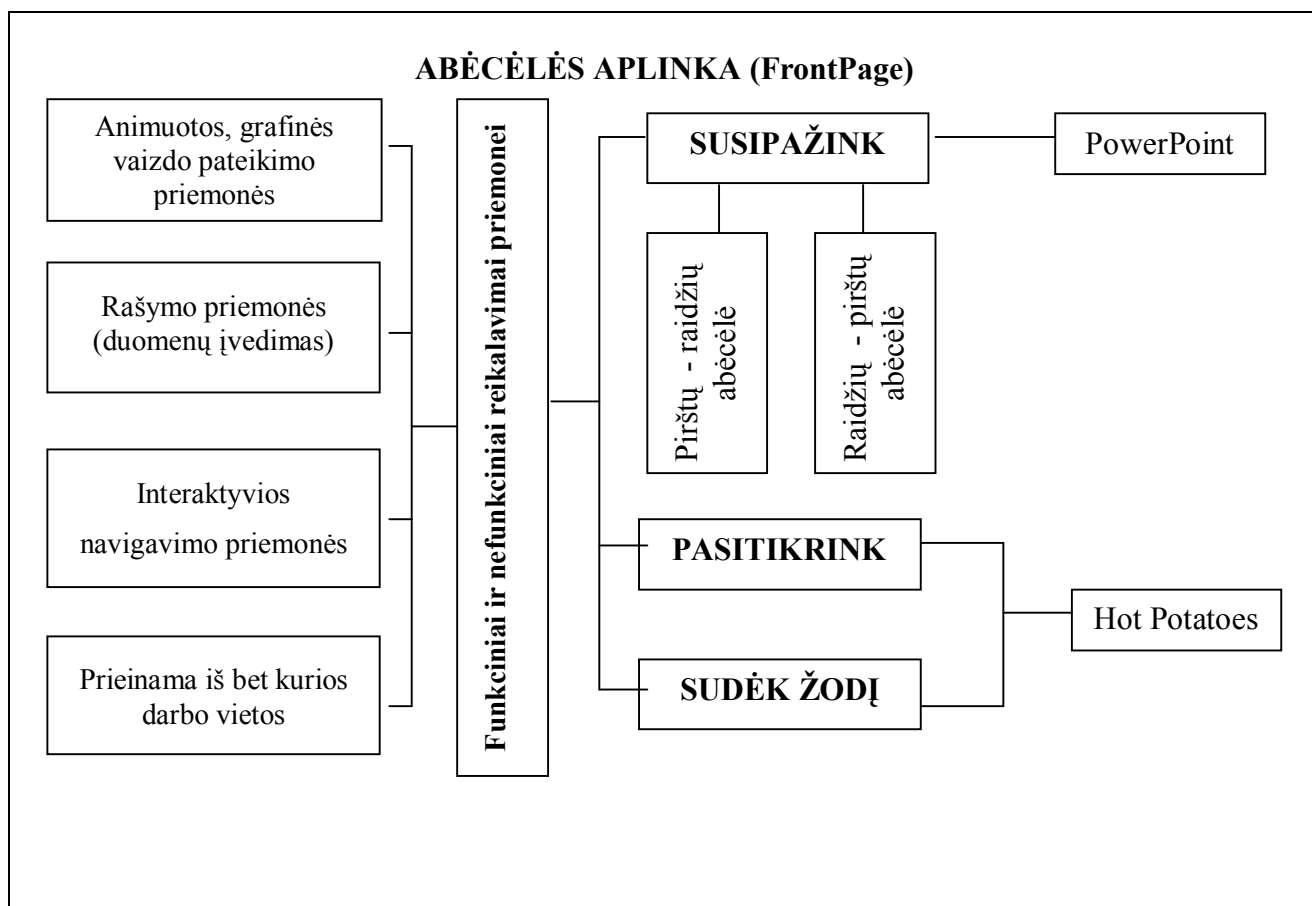 ABĖCĖLĖS APLINKA (FrontPage)
Animuotos, grafinės
vaizdo pateikimo
priemonės
Rašymo priemonės
(duomenų įvedimas)
Interaktyvios
navigavimo priemonės
Prieinama iš bet kurios
darbo vietos
Funkciniai ir nefunkciniai reikalavimai priemonei
SUSIPAŽINK
PowerPoint
Pirštų - raidžių
abėcėlė
Raidžių - pirštų
abėcėlė
PASITIKRINK
Hot Potatoes
SUDĖK ŽODĮ